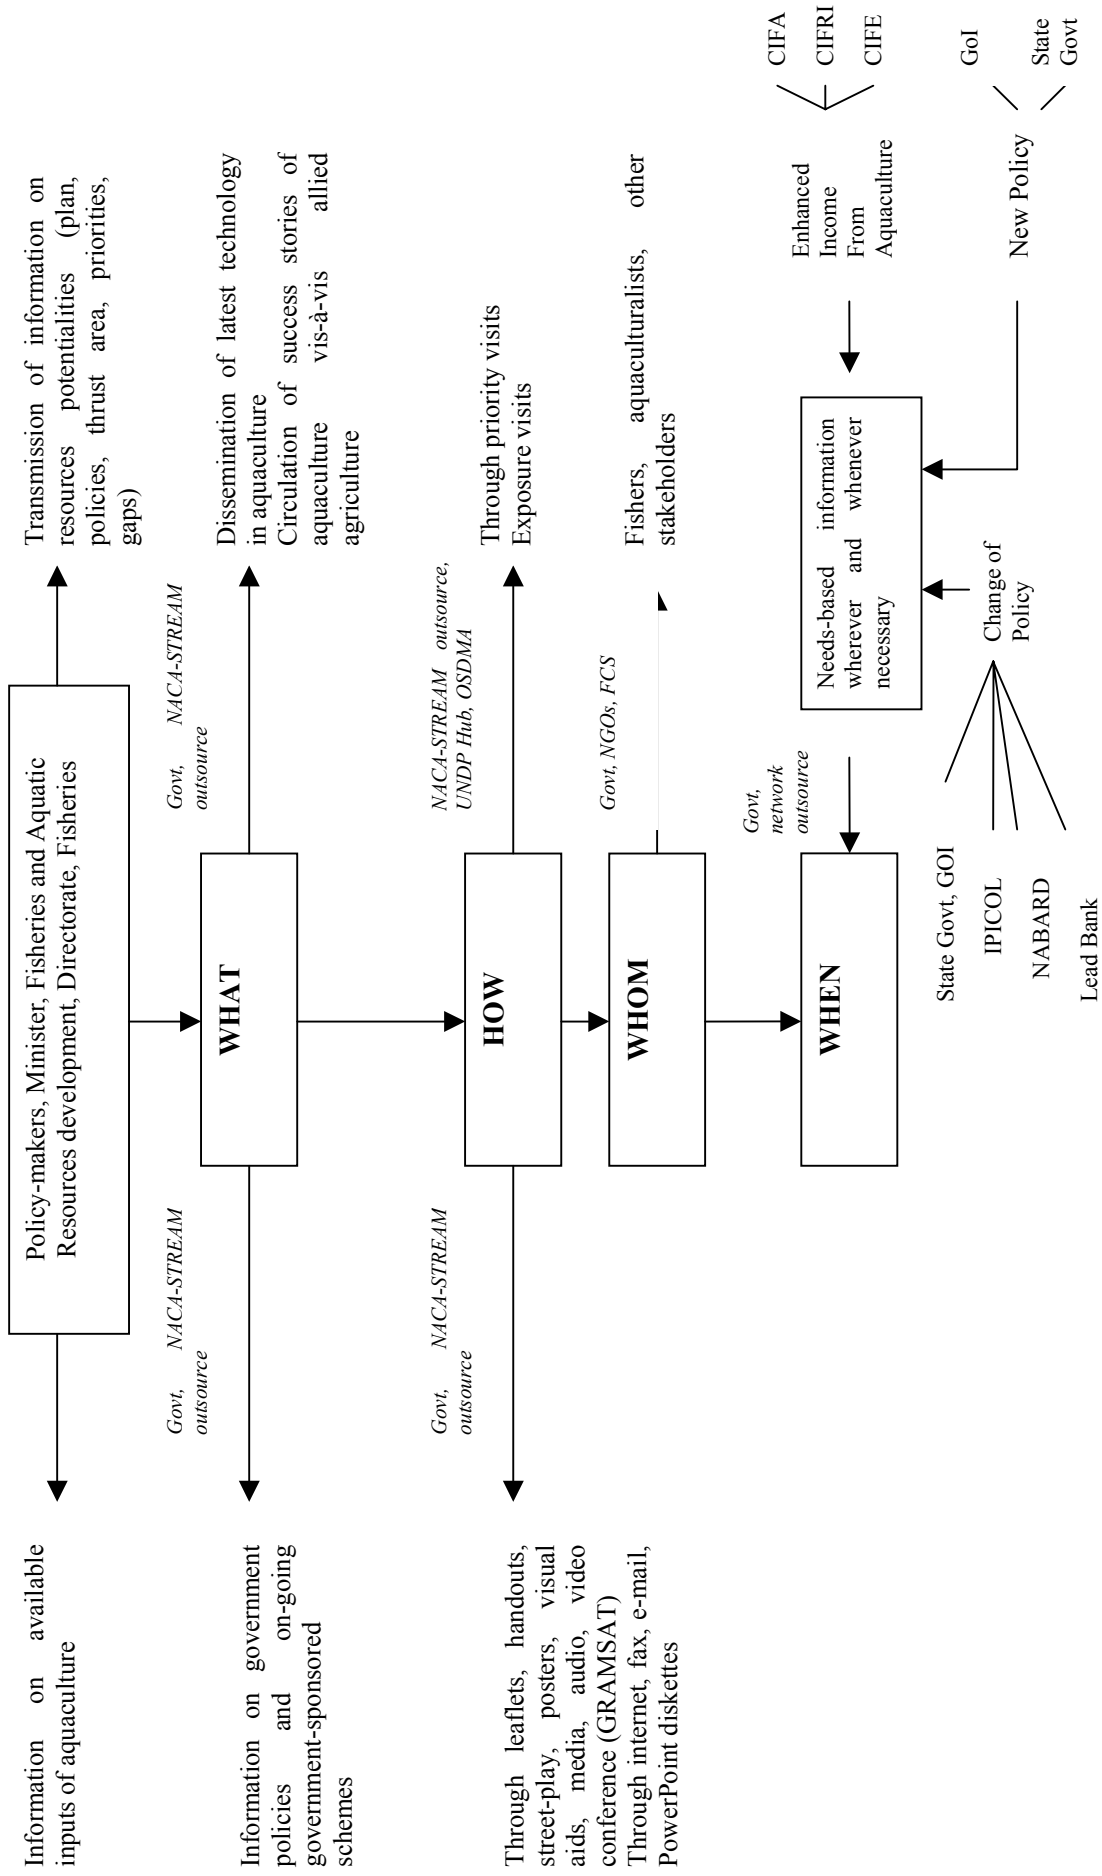 Policy-makers, Minister, Fisheries and Aquatic
Resources development, Directorate, Fisheries
Information on available
inputs of aquaculture
Transmission of information on
resources potentialities (plan,
policies, thrust area, priorities,
gaps)
Govt, NACA-STREAM
outsource
Govt, NACA-STREAM
outsource
Information on government
policies and on-going
government-sponsored
schemes
WHAT
Dissemination of latest technology
in aquaculture
Circulation of success stories of
aquaculture vis-à-vis allied
agriculture
Govt, NACA-STREAM
outsource
NACA-STREAM outsource,
UNDP Hub, OSDMA
Through leaflets, handouts,
street-play, posters, visual
aids, media, audio, video
conference (GRAMSAT)
Through internet, fax, e-mail,
PowerPoint diskettes
HOW
Through priority visits
Exposure visits
Govt, NGOs, FCS
WHOM
Fishers, aquaculturalists, other
stakeholders
Govt,
network
outsource
WHEN
Needs-based information
wherever and whenever
necessary
Enhanced
Income
From
Aquaculture
CIFA
CIFRI
CIFE
State Govt, GOI
IPICOL
NABARD
Lead Bank
Change of
Policy
New Policy
GoI
State
Govt